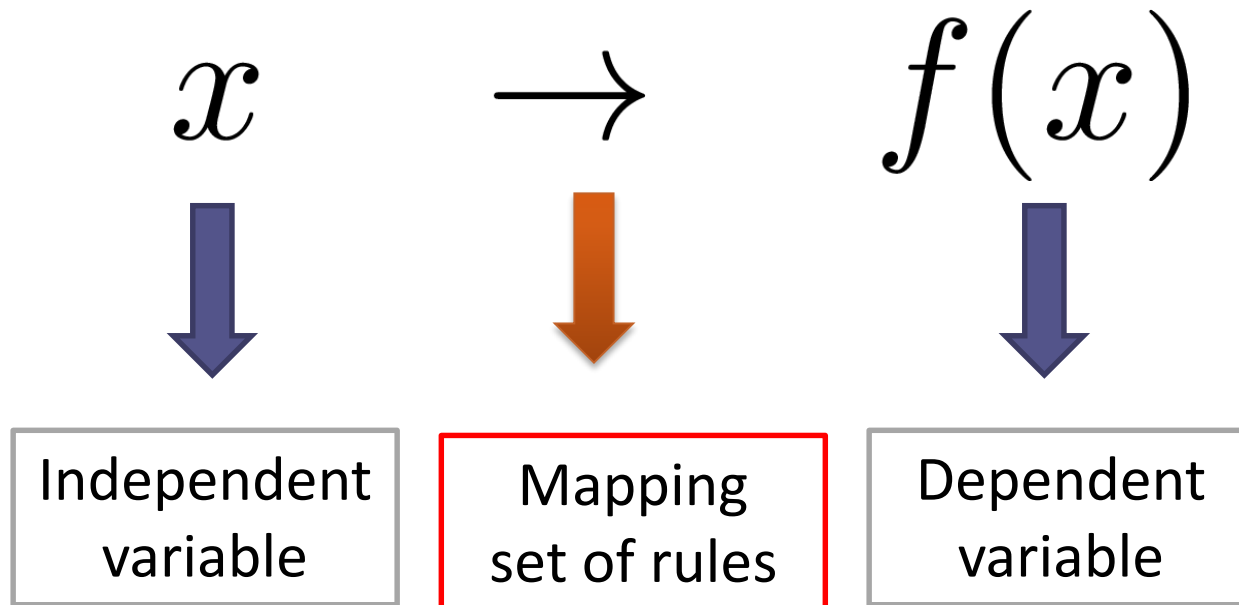 x → f(x)
Independent
variable
Mapping
set of rules
Dependent
variable